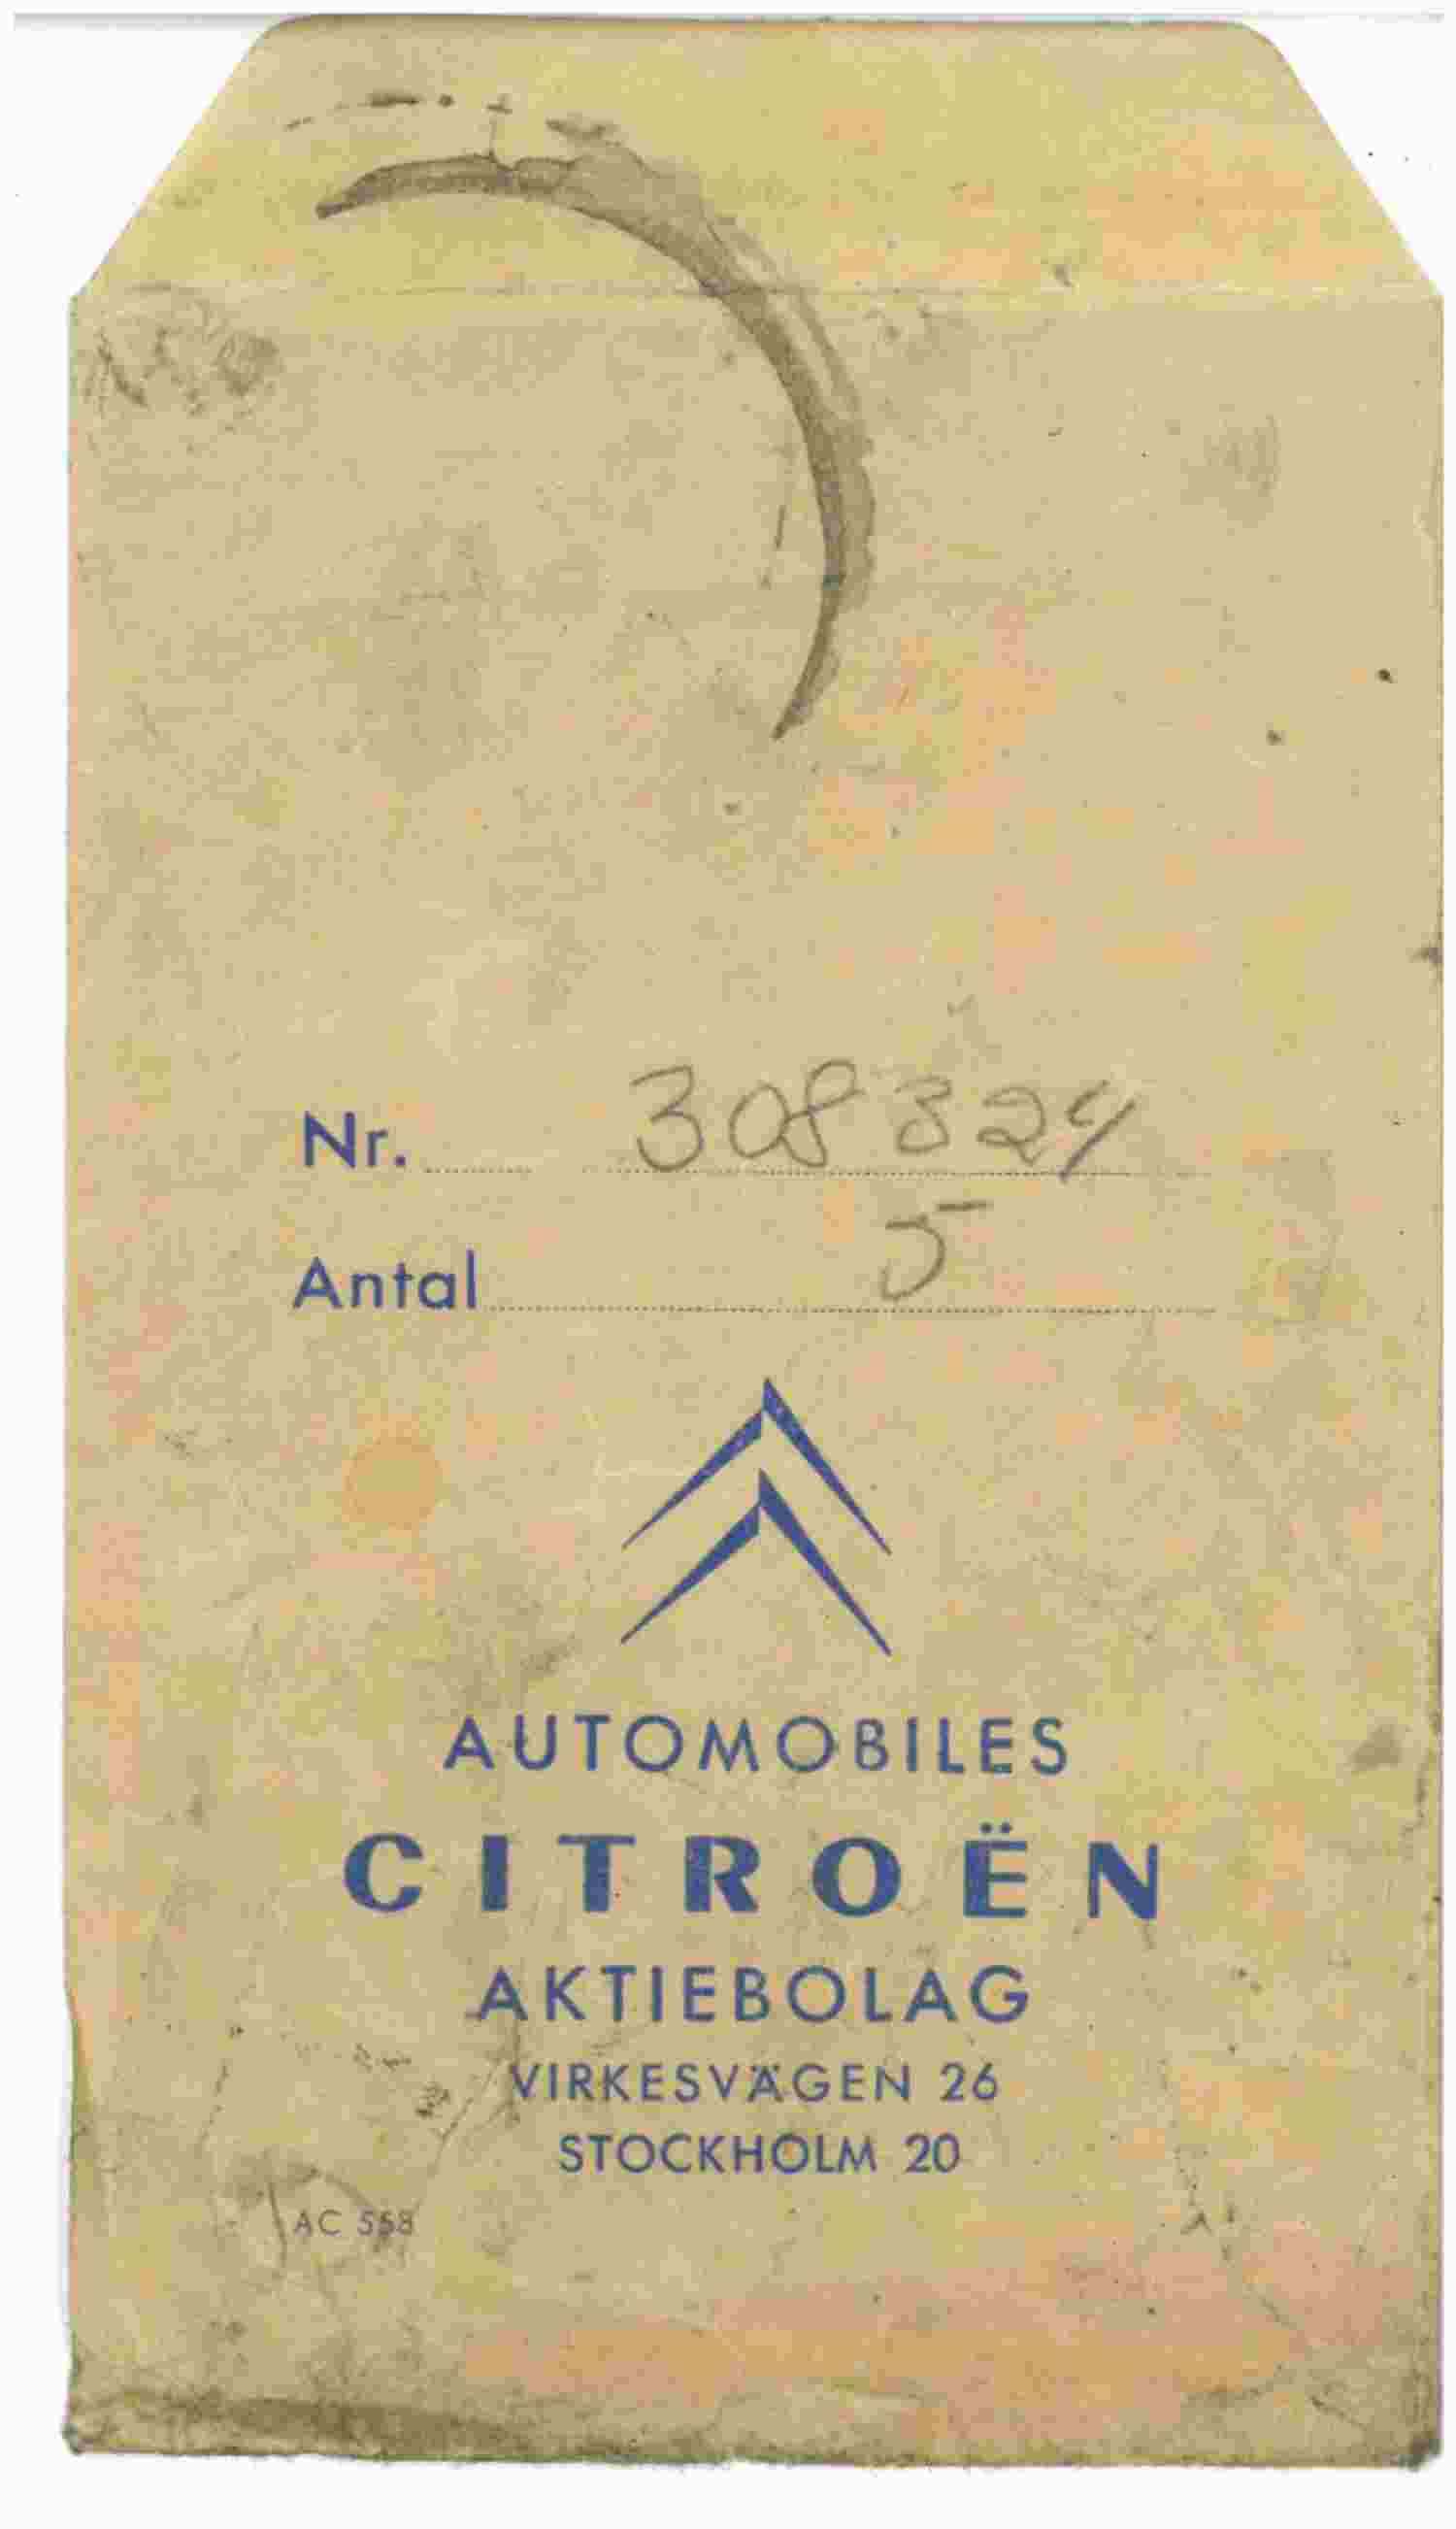 Nr. 308324
Antal 5
AUTOMOBILES
CITROËN
AKTIEBOLAG
VIRKESVÄGEN 26
STOCKHOLM 20
AC 558